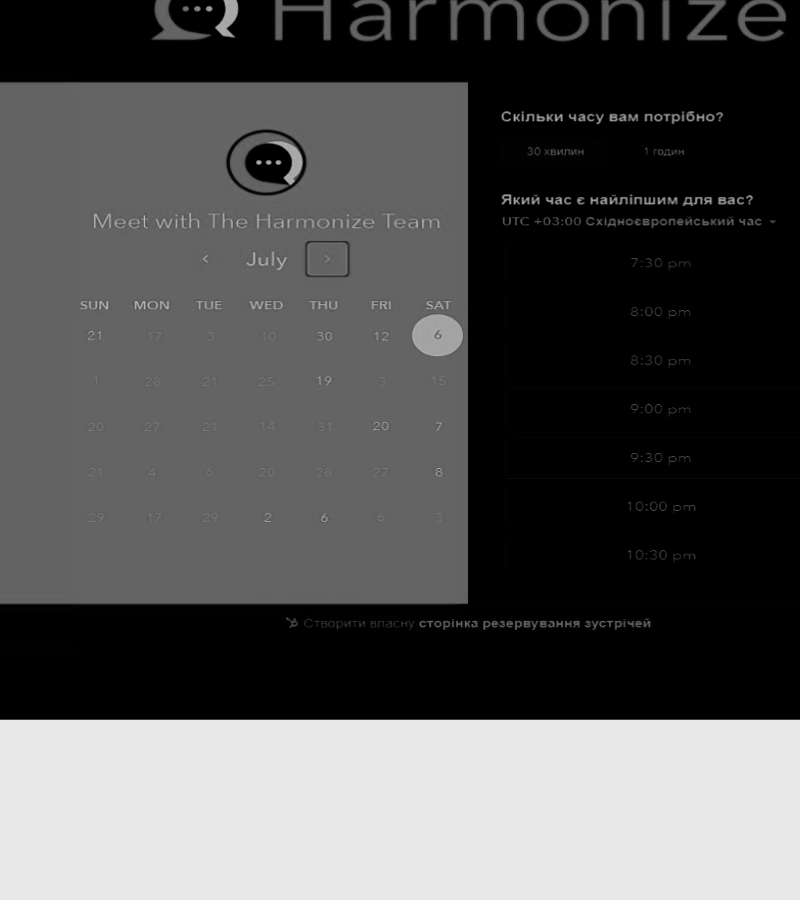 Harmonize
Meet with The Harmonize Team
July
SUN MON TUE WED THU FRI SAT
21 17 3 10 30 12 6
1 28 21 25 19 3 15
20 27 21 14 31 20 7
21 4 6 20 26 27 8
29 17 29 2 6 6 3
Скільки часу вам потрібно?
30 хвилин 1 годин
Який час є найліпшим для вас?
UTC +03:00 Східноєвропейський час
7:30 pm
8:00 pm
8:30 pm
9:00 pm
9:30 pm
10:00 pm
10:30 pm
Створити власну сторінка резервування зустрічей